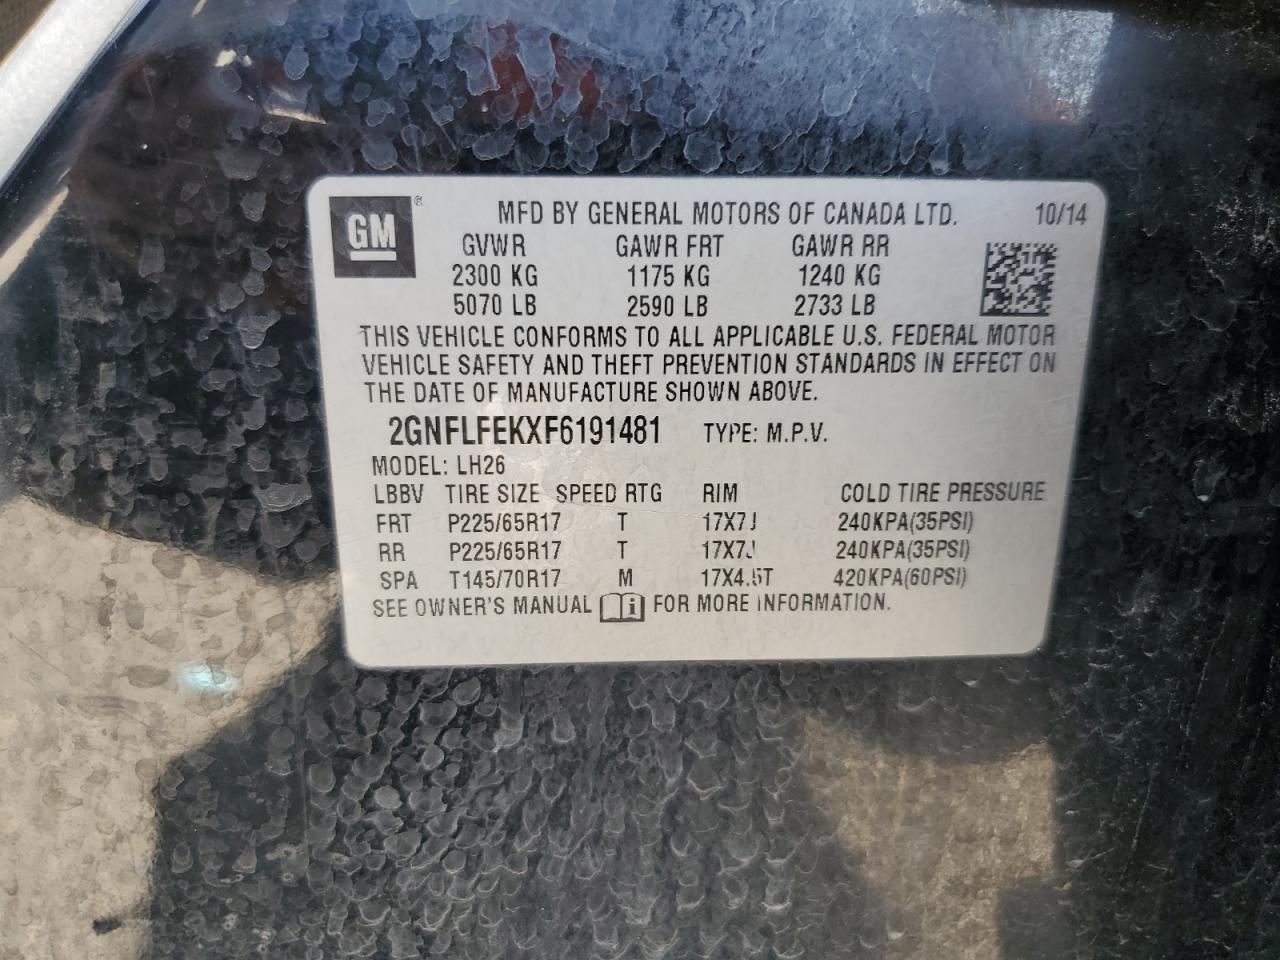 GM ®
MFD BY GENERAL MOTORS OF CANADA LTD. 10/14
GVWR GAWR FRT GAWR RR
2300 KG 1175 KG 1240 KG
5070 LB 2590 LB 2733 LB
THIS VEHICLE CONFORMS TO ALL APPLICABLE U.S. FEDERAL MOTOR
VEHICLE SAFETY AND THEFT PREVENTION STANDARDS IN EFFECT ON
THE DATE OF MANUFACTURE SHOWN ABOVE.
2GNFLFEKXF6191481 TYPE: M.P.V.
MODEL: LH26
LBBV TIRE SIZE SPEED RTG RIM COLD TIRE PRESSURE
FRT P225/65R17 T 17X7J 240KPA(35PSI)
RR P225/65R17 T 17X7J 240KPA(35PSI)
SPA T145/70R17 M 17X4.5T 420KPA(60PSI)
SEE OWNER'S MANUAL i FOR MORE INFORMATION.